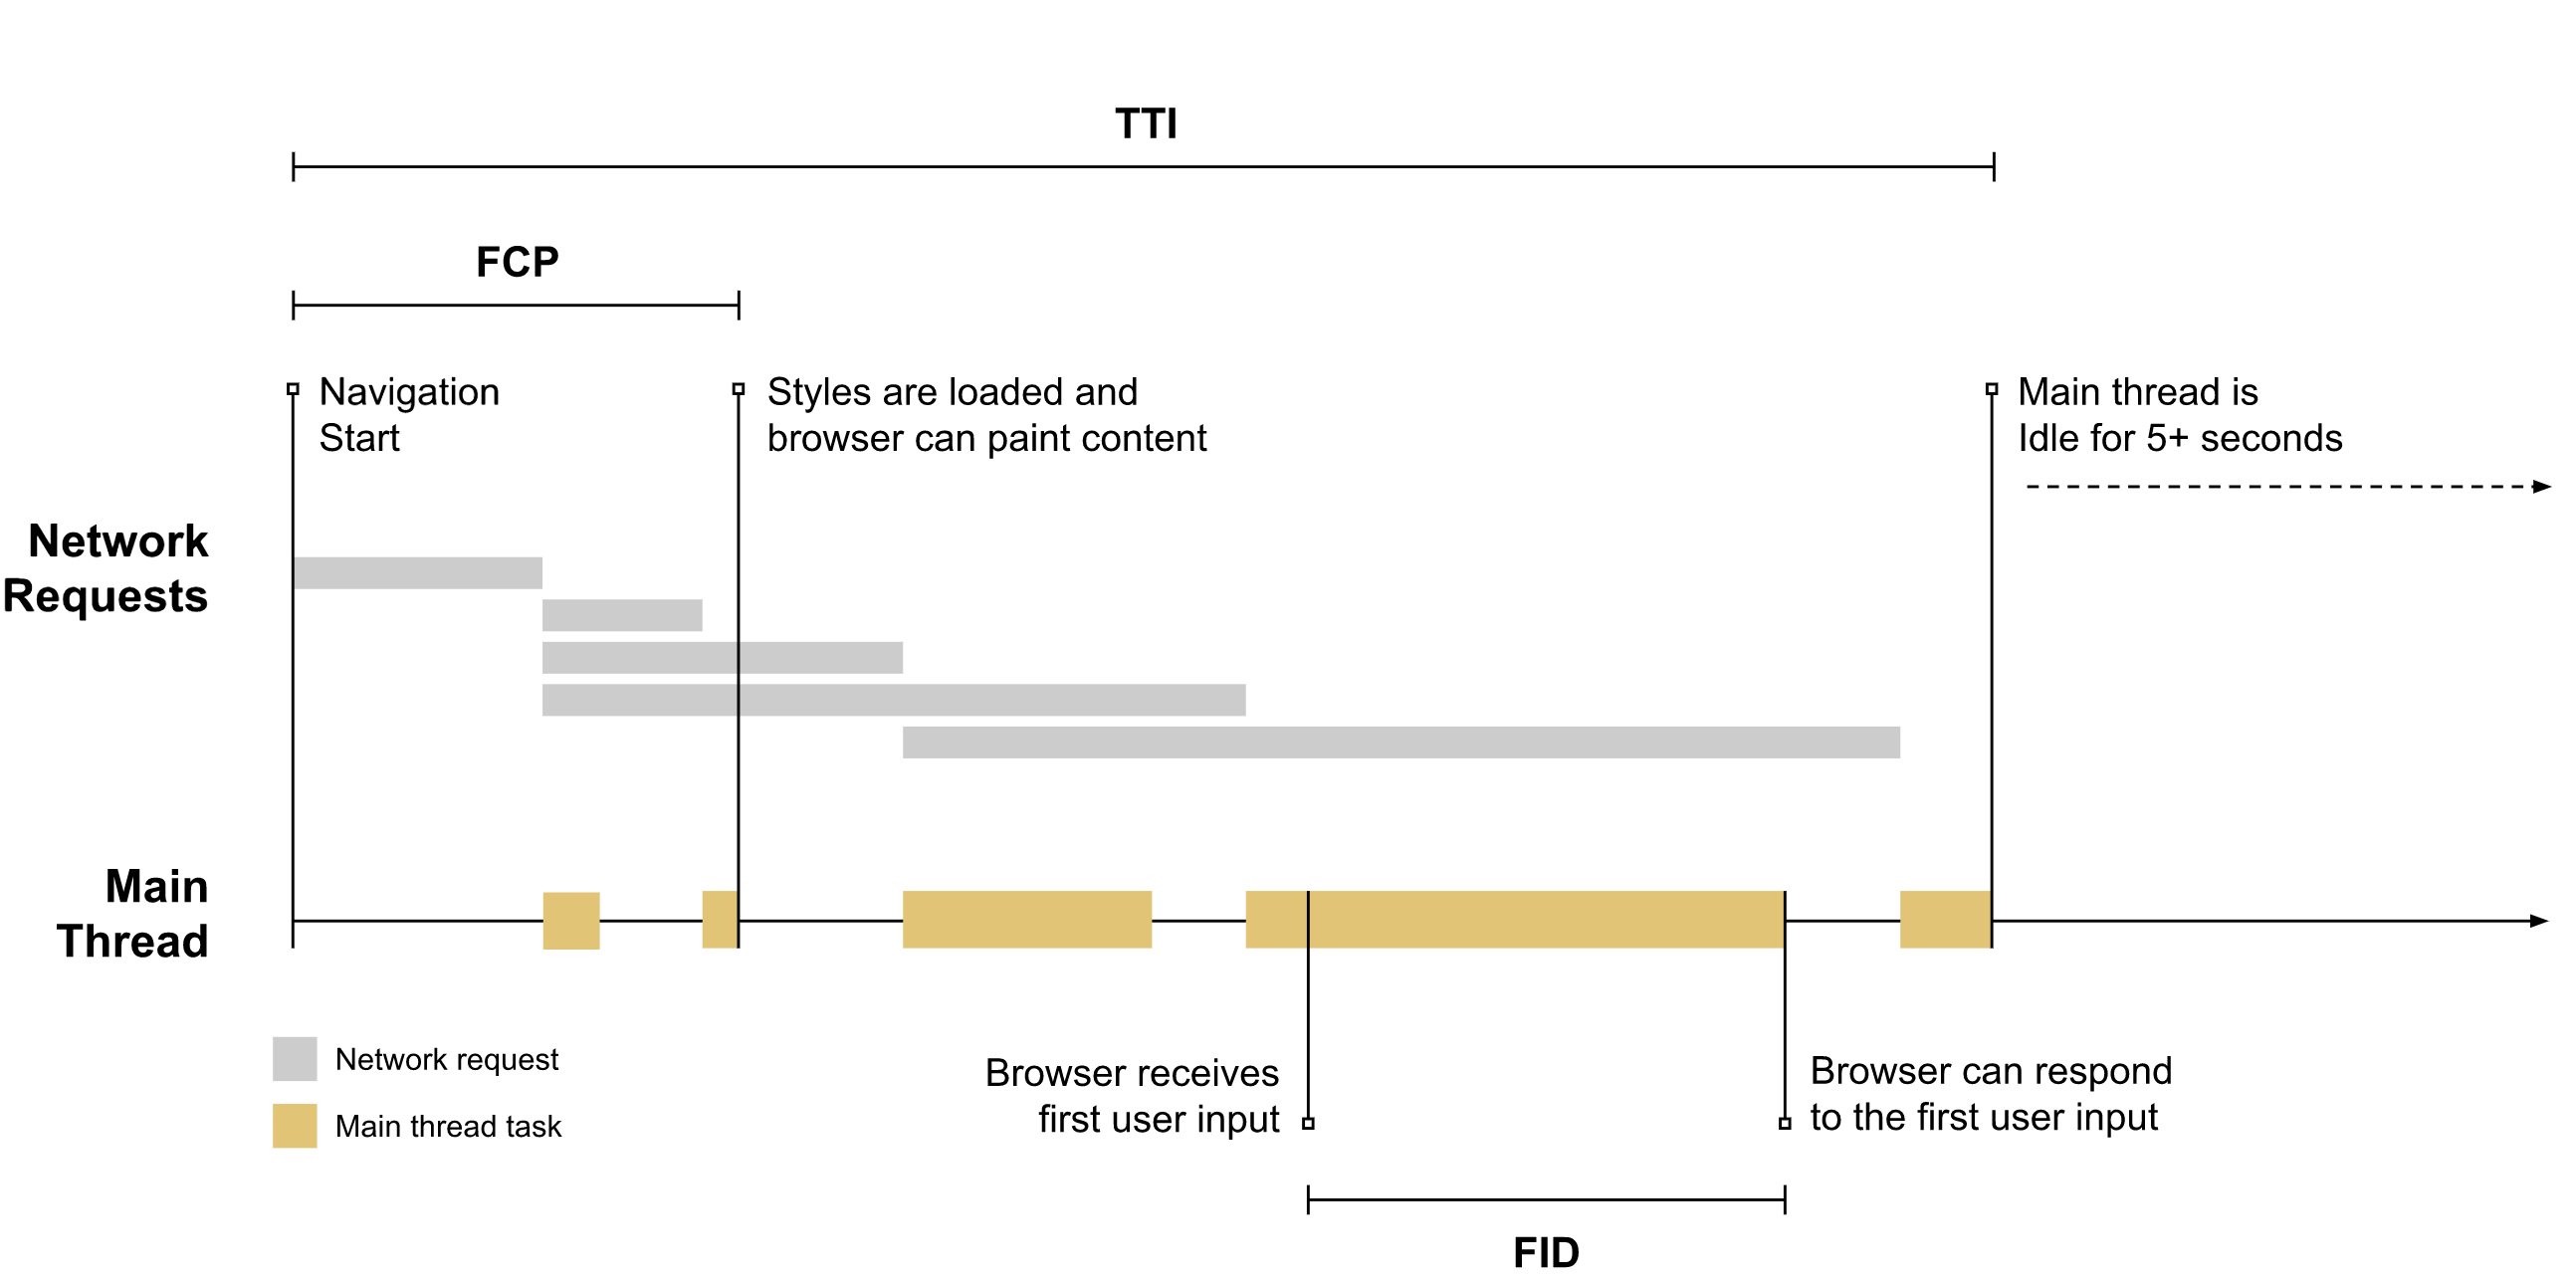 TTI
FCP
Navigation
Start
Styles are loaded and
browser can paint content
Main thread is
Idle for 5+ seconds
Network
Requests
Main
Thread
Network request
Main thread task
Browser receives
first user input
Browser can respond
to the first user input
FID